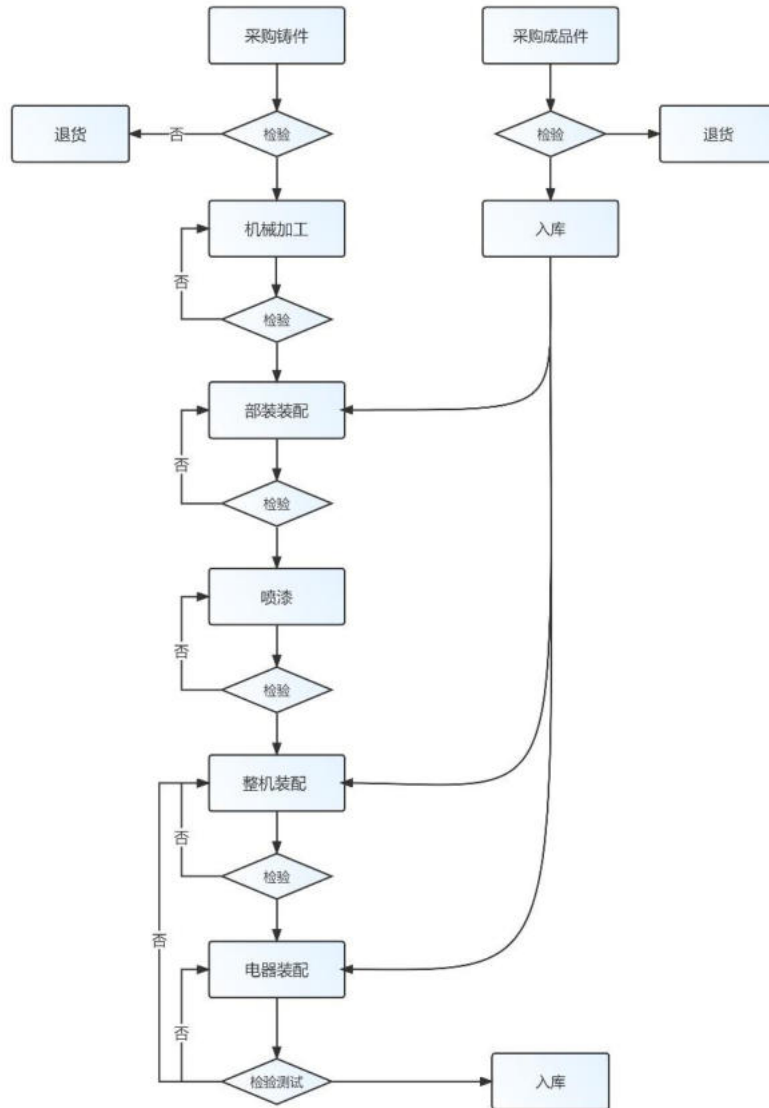 采购铸件
采购成品件
退货
否
检验
检验
退货
机械加工
入库
否
检验
部装装配
否
检验
喷漆
否
检验
整机装配
否
检验
否
电器装配
否
检验测试
入库